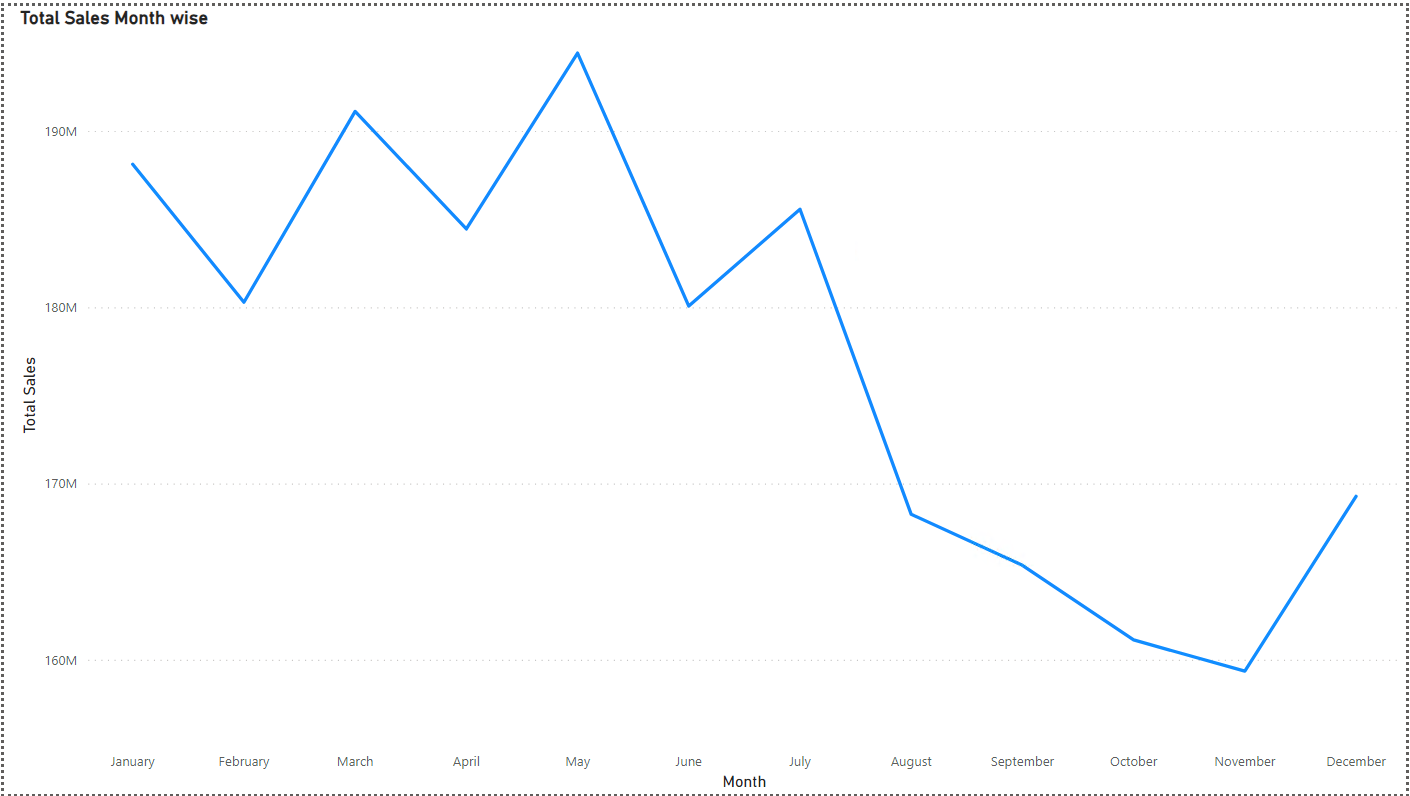 Total Sales Month wise
190M
180M
170M
160M
Total Sales
January February March April May June July August September October November December
Month